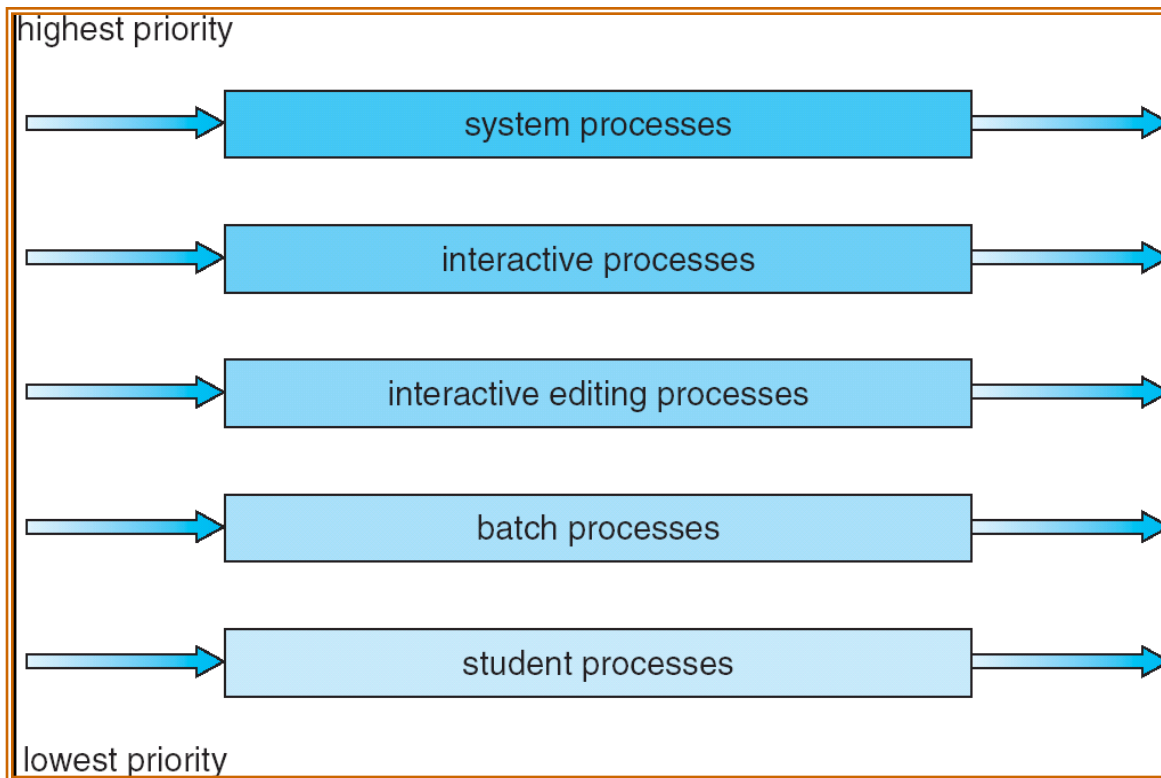 highest priority
system processes
interactive processes
interactive editing processes
batch processes
student processes
lowest priority